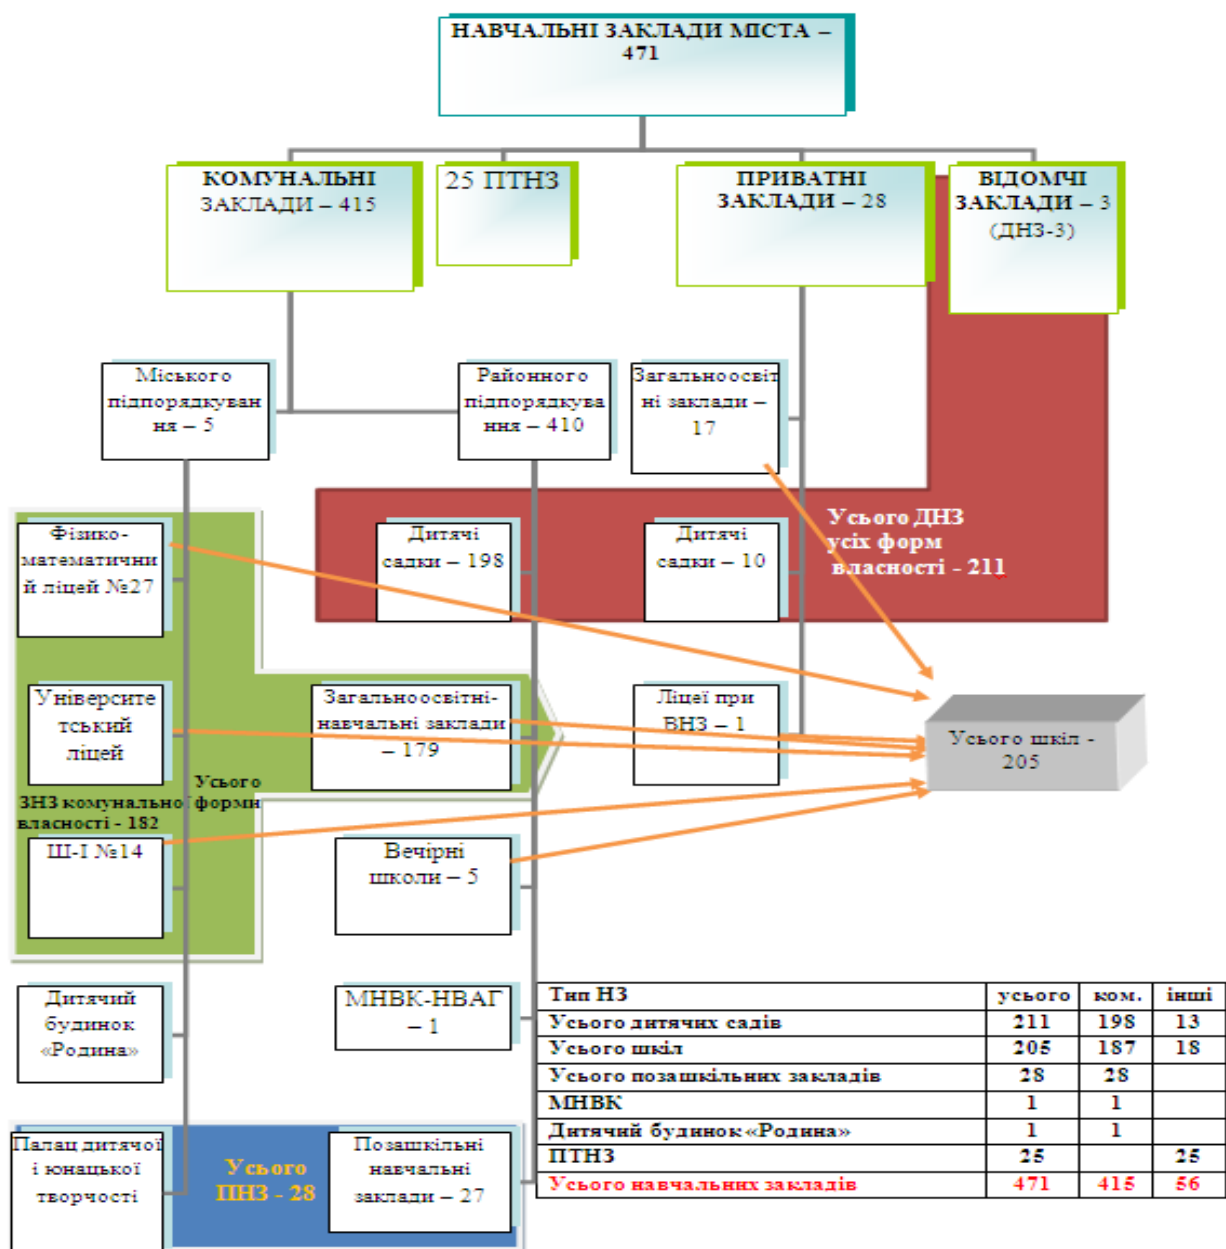 НАВЧАЛЬНІ ЗАКЛАДИ МІСТА –
471
КОМУНАЛЬНІ
ЗАКЛАДИ – 415
25 ПТНЗ
ПРИВАТНІ
ЗАКЛАДИ – 28
ВІДОМЧІ
ЗАКЛАДИ – 3
(ДНЗ-3)
Міського
підпорядкуван
ня – 5
Районного
підпорядкува
ння – 410
Загальноосвіт
ні заклади –
17
Фізико-
математични
й ліцей №27
Дитячі
садки – 198
Дитячі
садки – 10
Усього ДНЗ
усіх форм
власності - 211
Університе
тський
ліцей
Загальноосвітні-
навчальні заклади
– 179
Ліцеї при
ВНЗ – 1
Усього шкіл -
205
Усього
ЗНЗ комунальної форми
власності - 182
Ш-І №14
Вечірні
школи – 5
Дитячий
будинок
«Родина»
МНВК-НВАГ
– 1
Палац дитячої
і юнацької
творчості
Усього
ПНЗ - 28
Позашкільні
навчальні
заклади – 27
Тип НЗ усього ком. інші
Усього дитячих садів 211 198 13
Усього шкіл 205 187 18
Усього позашкільних закладів 28 28
МНВК 1 1
Дитячий будинок «Родина» 1 1
ПТНЗ 25 25
Усього навчальних закладів 471 415 56